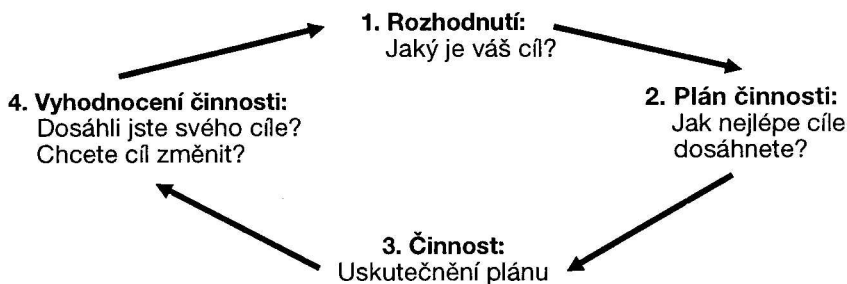 1. Rozhodnutí:
Jaký je váš cíl?
2. Plán činnosti:
Jak nejlépe cíle
dosáhnete?
3. Činnost:
Uskutečnění plánu
4. Vyhodnocení činnosti:
Dosáhli jste svého cíle?
Chcete cíl změnit?